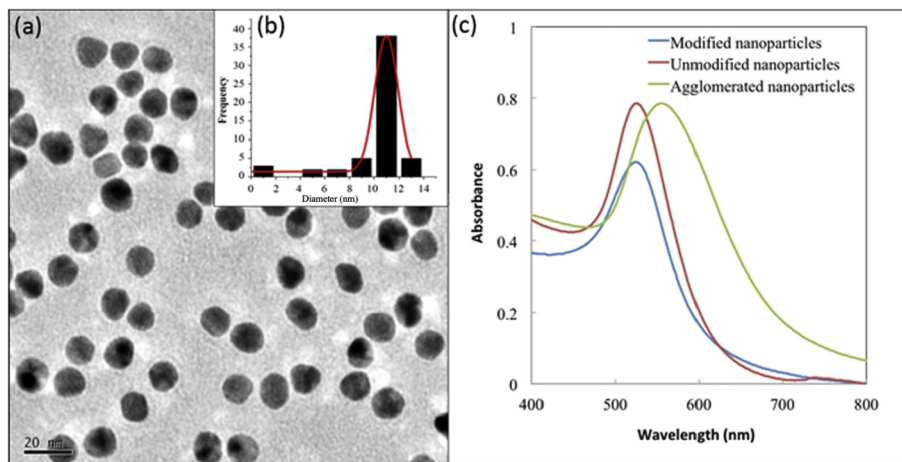 (a)
20 nm
(b)
Frequency
40
35
30
25
20
15
10
5
0
0 2 4 6 8 10 12 14
Diameter (nm)
(c)
Modified nanoparticles
Unmodified nanoparticles
Agglomerated nanoparticles
Absorbance
1
0.8
0.6
0.4
0.2
0
400 500 600 700 800
Wavelength (nm)